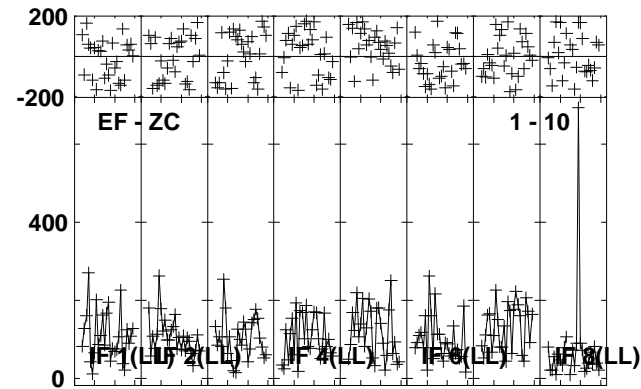 200
-200
EF - ZC 1 - 10
400
IF 1(LL) IF 2(LL) IF 4(LL) IF 6(LL) IF 8(LL)
0